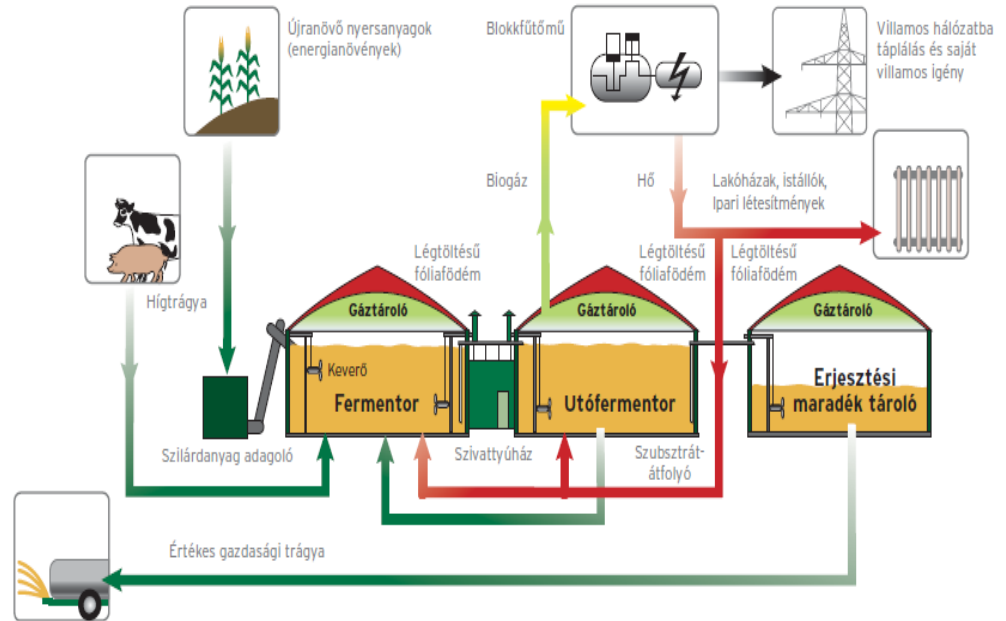 Újranövő nyersanyagok
(energianövények)
Blokkfűtőmű
Villamos hálózatba
táplálás és saját
villamos igény
Biogáz
Hő
Lakóházak, istállók,
Ipari létesítmények
Hígtrágya
Légtöltésű
fóliafödém
Légtöltésű
fóliafödém
Légtöltésű
fóliafödém
Gáztároló
Gáztároló
Gáztároló
Keverő
Fermentor
Utófermentor
Erjesztési
maradék tároló
Szilárdanyag adagoló
Szivattyúház
Szubsztrát-
átfolyó
Értékes gazdasági trágya